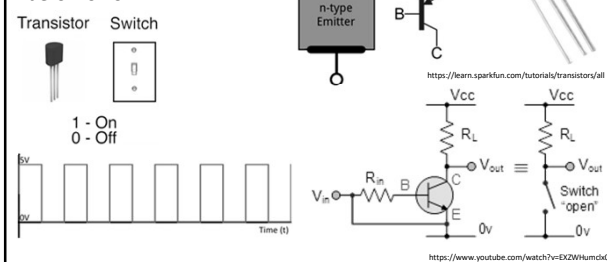 Transistor Switch
1 - On
0 - Off
5V
0V
Time (t)
n-type
Emitter
B
C
https://learn.sparkfun.com/tutorials/transistors/all
Vcc
RL
Vout
Rin
Vin
B
C
E
0v
≡
Vcc
RL
Vout
Switch
"open"
0v